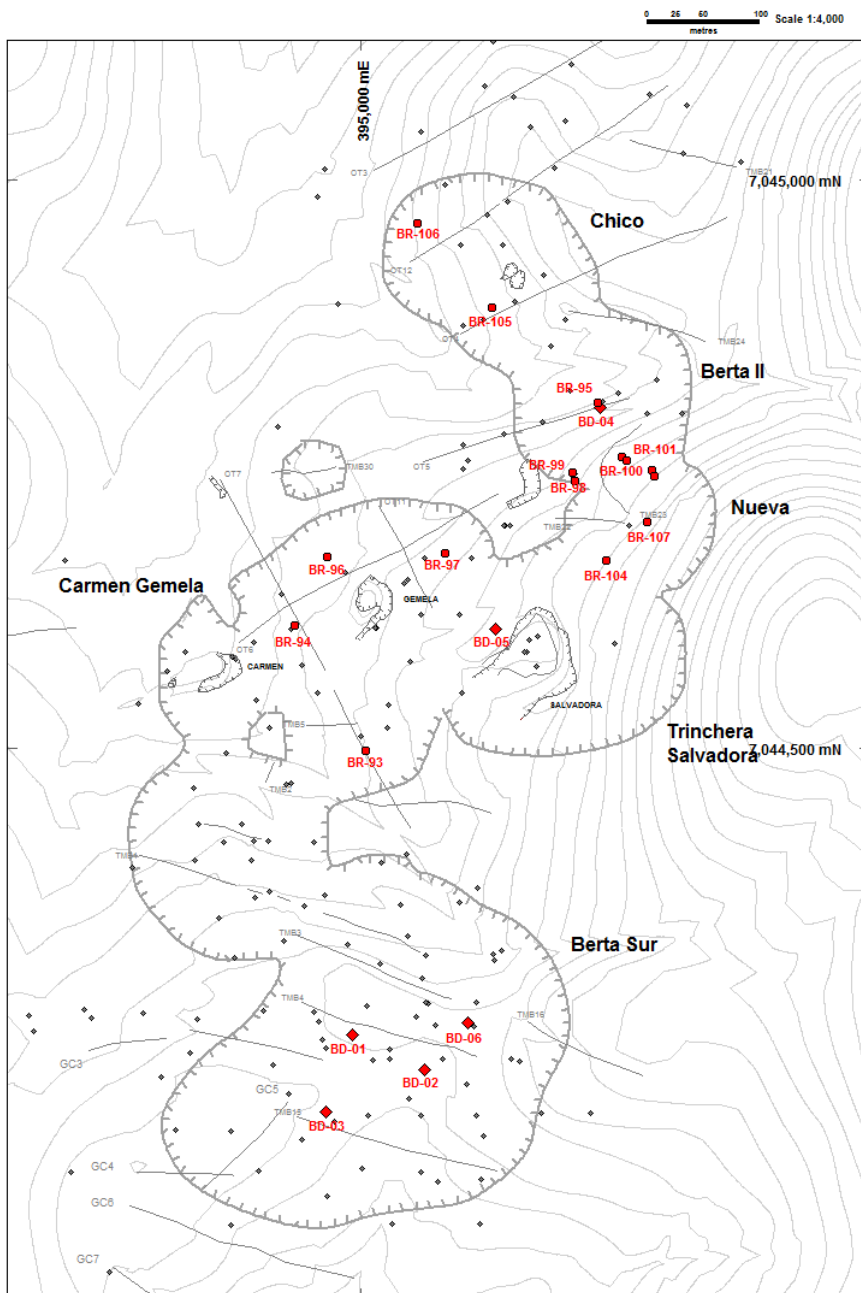 0 25 50 100 Scale 1:4,000
metres
395,000 mE
OT3
TMB21
7,045,000 mN
Chico
BR-106
OT12
BR-105
TMB24
Berta II
BR-95
BD-04
OT7
TMB30
OT5
BR-99
BR-101
BR-100
BR-98
Nueva
TMB22
TMB23
BR-107
BR-96
BR-97
BR-104
Carmen Gemela
GEMELA
BR-94
BD-05
OT6
CARMEN
SALVADORA
TMB5
Trinchera
Salvadora
7,044,500 mN
BR-93
TMB2
TMB1
TMB3
Berta Sur
TMB4
TMB16
BD-06
BD-01
GC3
BD-02
GC5
BD-03
GC4
GC6
GC7